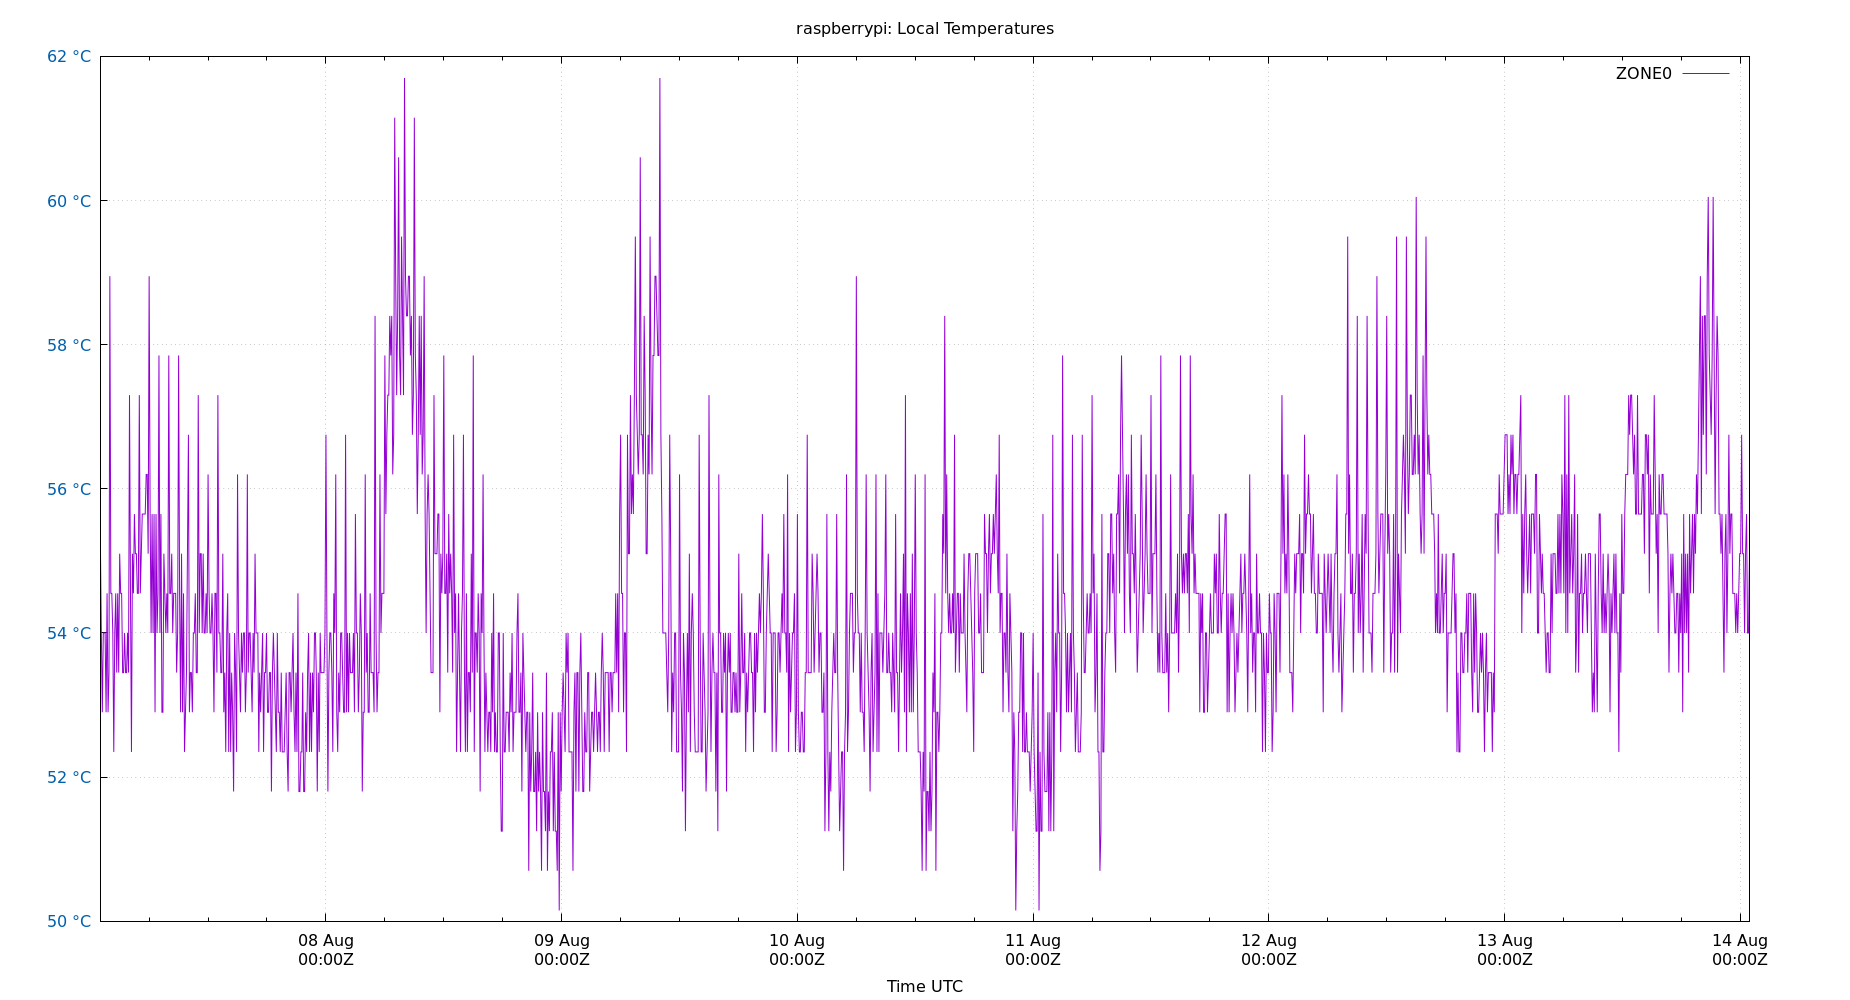 raspberrypi: Local Temperatures
62 °C
ZONE0
60 °C
58 °C
56 °C
54 °C
52 °C
50 °C
08 Aug 09 Aug 10 Aug 11 Aug 12 Aug 13 Aug 14 Aug
00:00Z 00:00Z 00:00Z 00:00Z 00:00Z 00:00Z 00:00Z
Time UTC